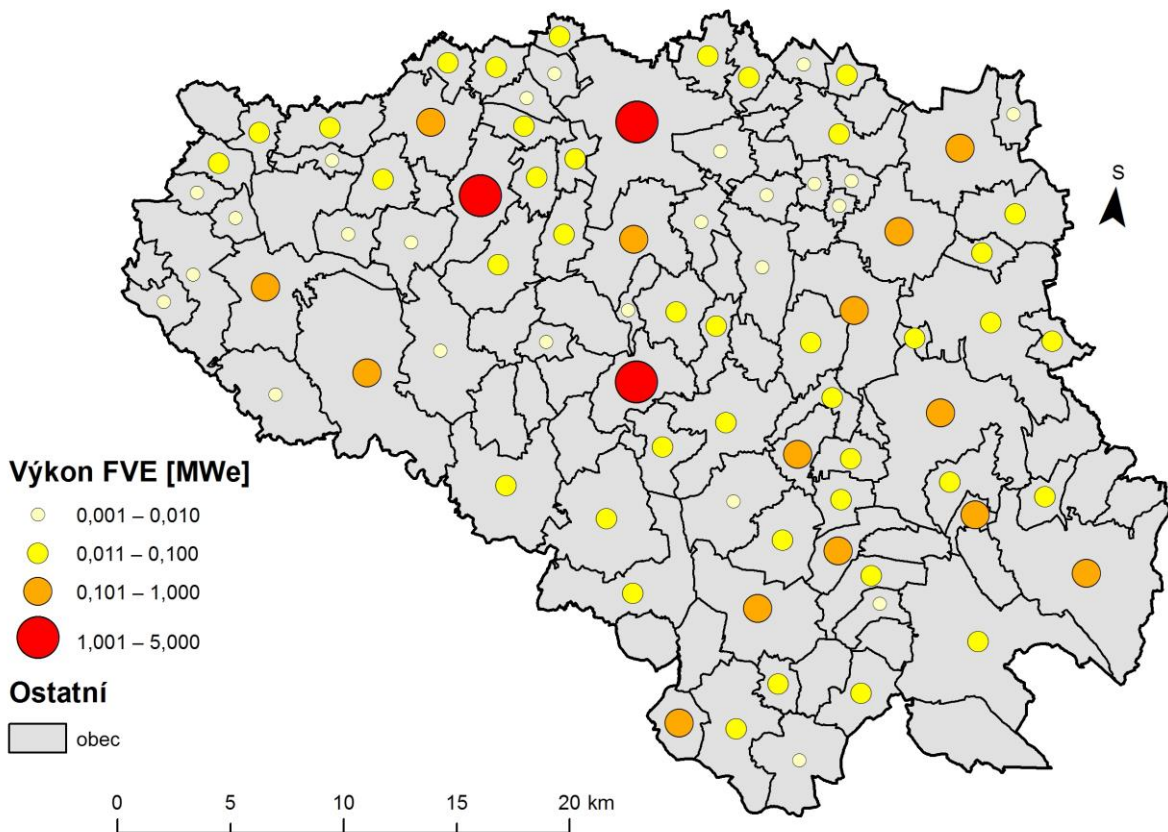 S
Výkon FVE [MWe]
0,001 – 0,010
0,011 – 0,100
0,101 – 1,000
1,001 – 5,000
Ostatní
obec
0 5 10 15 20 km